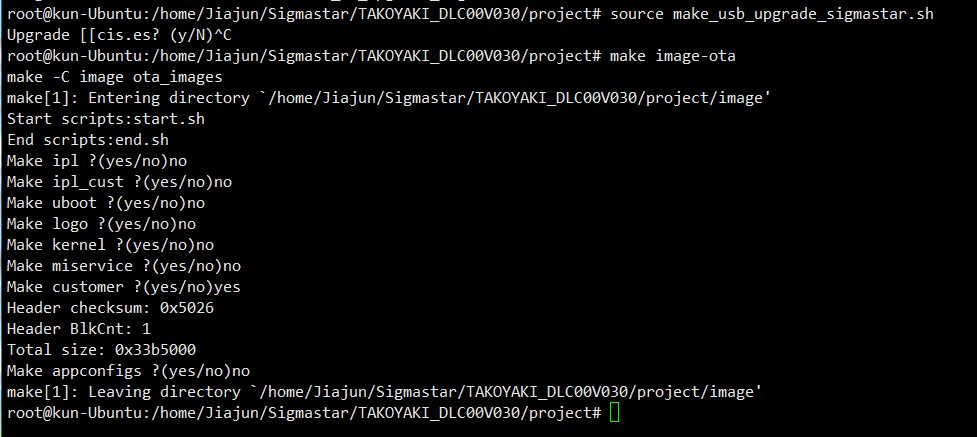 root@kun-Ubuntu:/home/Jiajun/Sigmastar/TAKOYAKI_DLC00V030/project# source make_usb_upgrade_sigmastar.sh
Upgrade [[cis.es? (y/N)^C
root@kun-Ubuntu:/home/Jiajun/Sigmastar/TAKOYAKI_DLC00V030/project# make image-ota
make -C image ota_images
make[1]: Entering directory `/home/Jiajun/Sigmastar/TAKOYAKI_DLC00V030/project/image'
Start scripts:start.sh
End scripts:end.sh
Make ipl ?(yes/no)no
Make ipl_cust ?(yes/no)no
Make uboot ?(yes/no)no
Make logo ?(yes/no)no
Make kernel ?(yes/no)no
Make miservice ?(yes/no)no
Make customer ?(yes/no)yes
Header checksum: 0x5026
Header BlkCnt: 1
Total size: 0x33b5000
Make appconfigs ?(yes/no)no
make[1]: Leaving directory `/home/Jiajun/Sigmastar/TAKOYAKI_DLC00V030/project/image'
root@kun-Ubuntu:/home/Jiajun/Sigmastar/TAKOYAKI_DLC00V030/project#